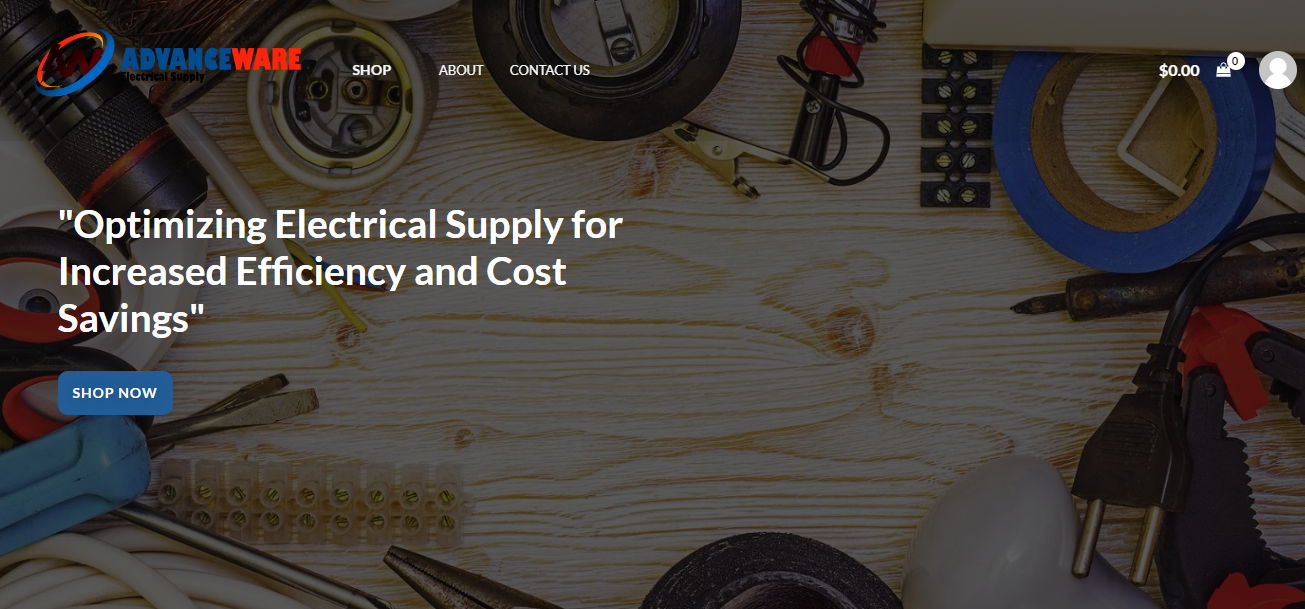 ADVANCEWARE
Electrical Supply
SHOP
ABOUT
CONTACT US
$0.00
0
"Optimizing Electrical Supply for
Increased Efficiency and Cost
Savings"
SHOP NOW